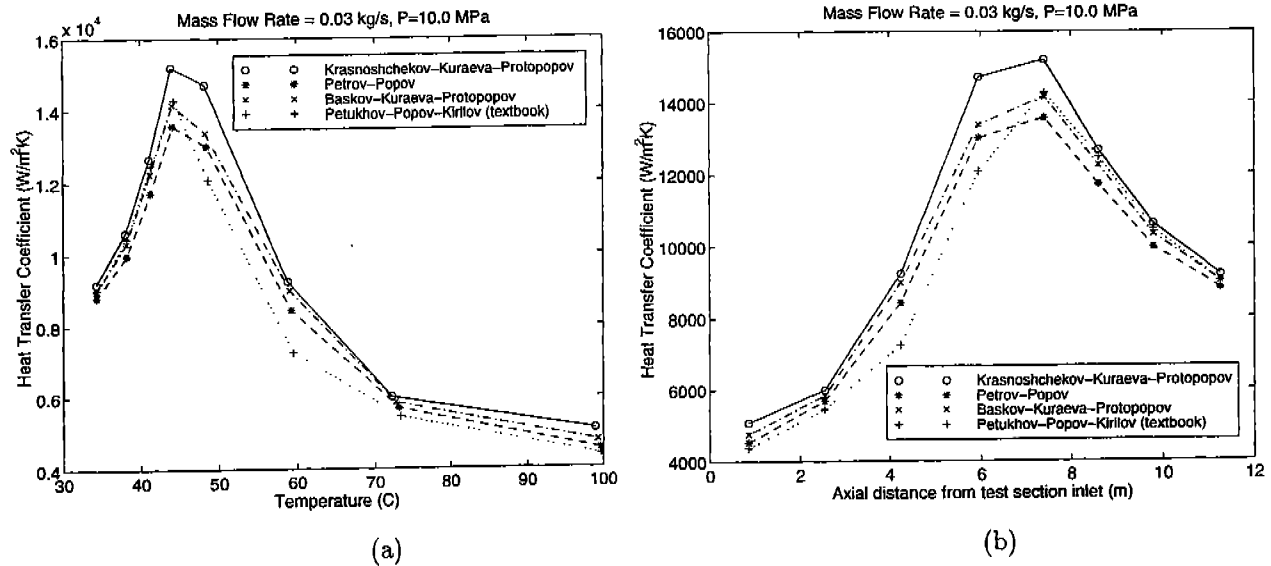 Mass Flow Rate = 0.03 kg/s, P=10.0 MPa
x 10⁴
1.6
1.4
1.2
1
0.8
0.6
0.4
Heat Transfer Coefficient (W/m²K)
Krasnoshchekov–Kuraeva–Protopopov
Petrov–Popov
Baskov–Kuraeva–Protopopov
Petukhov–Popov–Kirilov (textbook)
30 40 50 60 70 80 90 100
Temperature (C)
(a)
Mass Flow Rate = 0.03 kg/s, P=10.0 MPa
16000
14000
12000
10000
8000
6000
4000
Heat Transfer Coefficient (W/m²K)
Krasnoshchekov–Kuraeva–Protopopov
Petrov–Popov
Baskov–Kuraeva–Protopopov
Petukhov–Popov–Kirilov (textbook)
0 2 4 6 8 10 12
Axial distance from test section inlet (m)
(b)